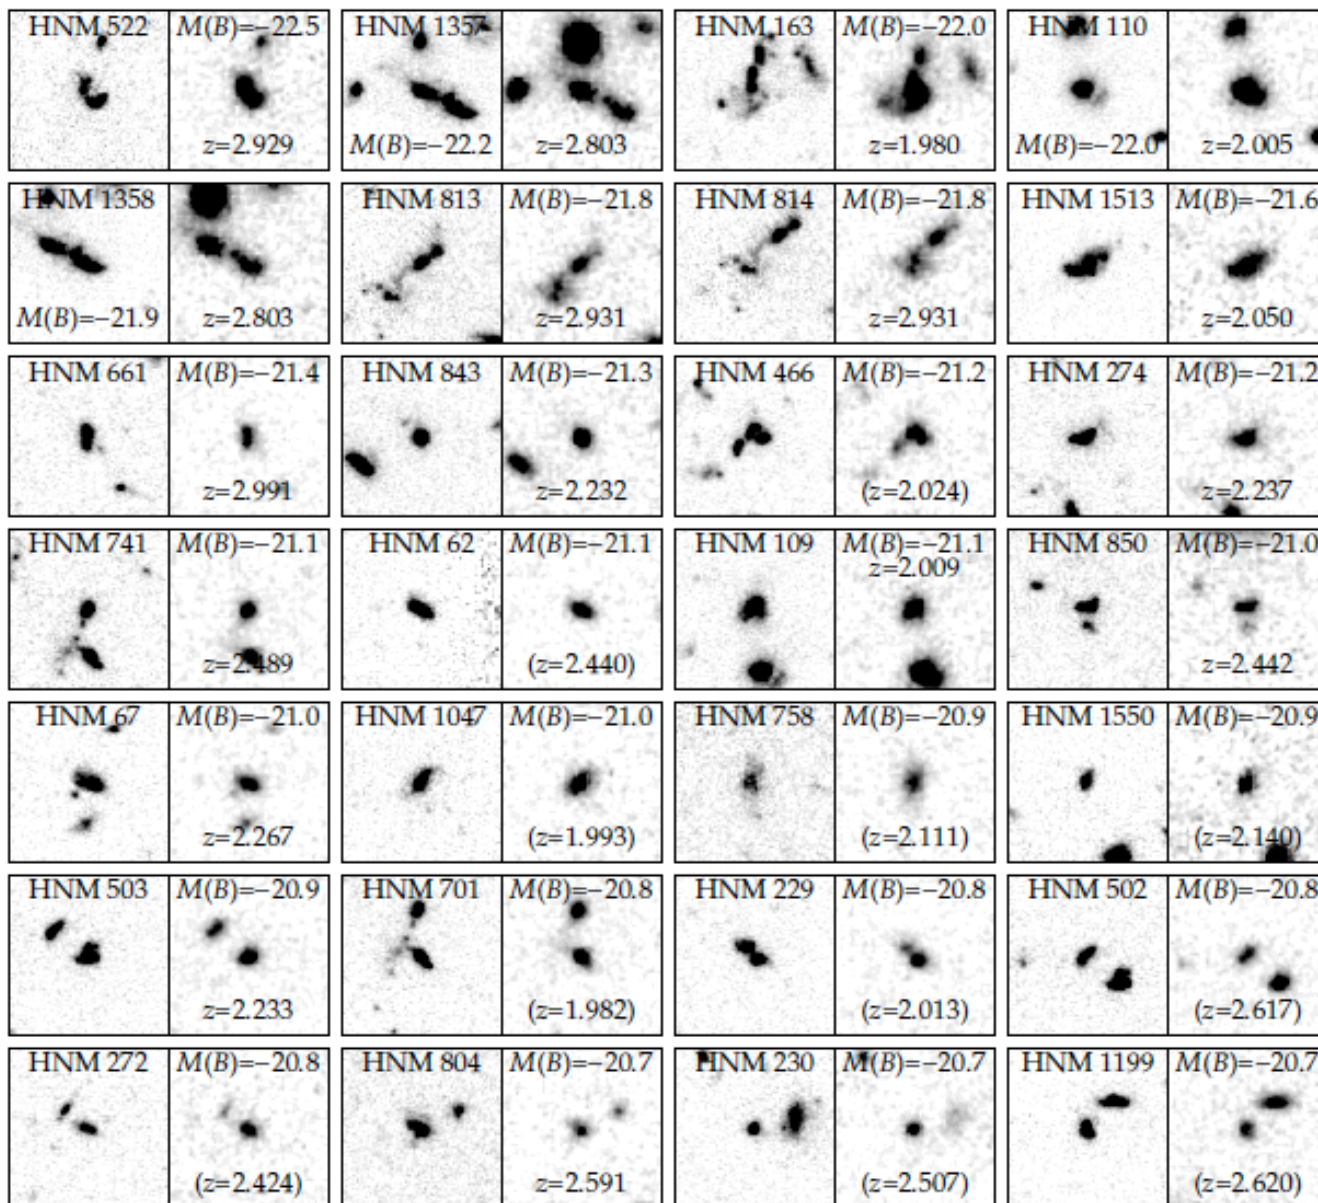 HNM 522 M(B)=−22.5
z=2.929
HNM 1357
M(B)=−22.2 z=2.803
HNM 163 M(B)=−22.0
z=1.980
HNM 110
M(B)=−22.0 z=2.005
HNM 1358
M(B)=−21.9 z=2.803
HNM 813 M(B)=−21.8
z=2.931
HNM 814 M(B)=−21.8
z=2.931
HNM 1513 M(B)=−21.6
z=2.050
HNM 661 M(B)=−21.4
z=2.991
HNM 843 M(B)=−21.3
z=2.232
HNM 466 M(B)=−21.2
(z=2.024)
HNM 274 M(B)=−21.2
z=2.237
HNM 741 M(B)=−21.1
z=2.489
HNM 62 M(B)=−21.1
(z=2.440)
HNM 109 M(B)=−21.1
z=2.009
HNM 850 M(B)=−21.0
z=2.442
HNM 67 M(B)=−21.0
z=2.267
HNM 1047 M(B)=−21.0
(z=1.993)
HNM 758 M(B)=−20.9
(z=2.111)
HNM 1550 M(B)=−20.9
(z=2.140)
HNM 503 M(B)=−20.9
z=2.233
HNM 701 M(B)=−20.8
(z=1.982)
HNM 229 M(B)=−20.8
(z=2.013)
HNM 502 M(B)=−20.8
(z=2.617)
HNM 272 M(B)=−20.8
(z=2.424)
HNM 804 M(B)=−20.7
z=2.591
HNM 230 M(B)=−20.7
(z=2.507)
HNM 1199 M(B)=−20.7
(z=2.620)